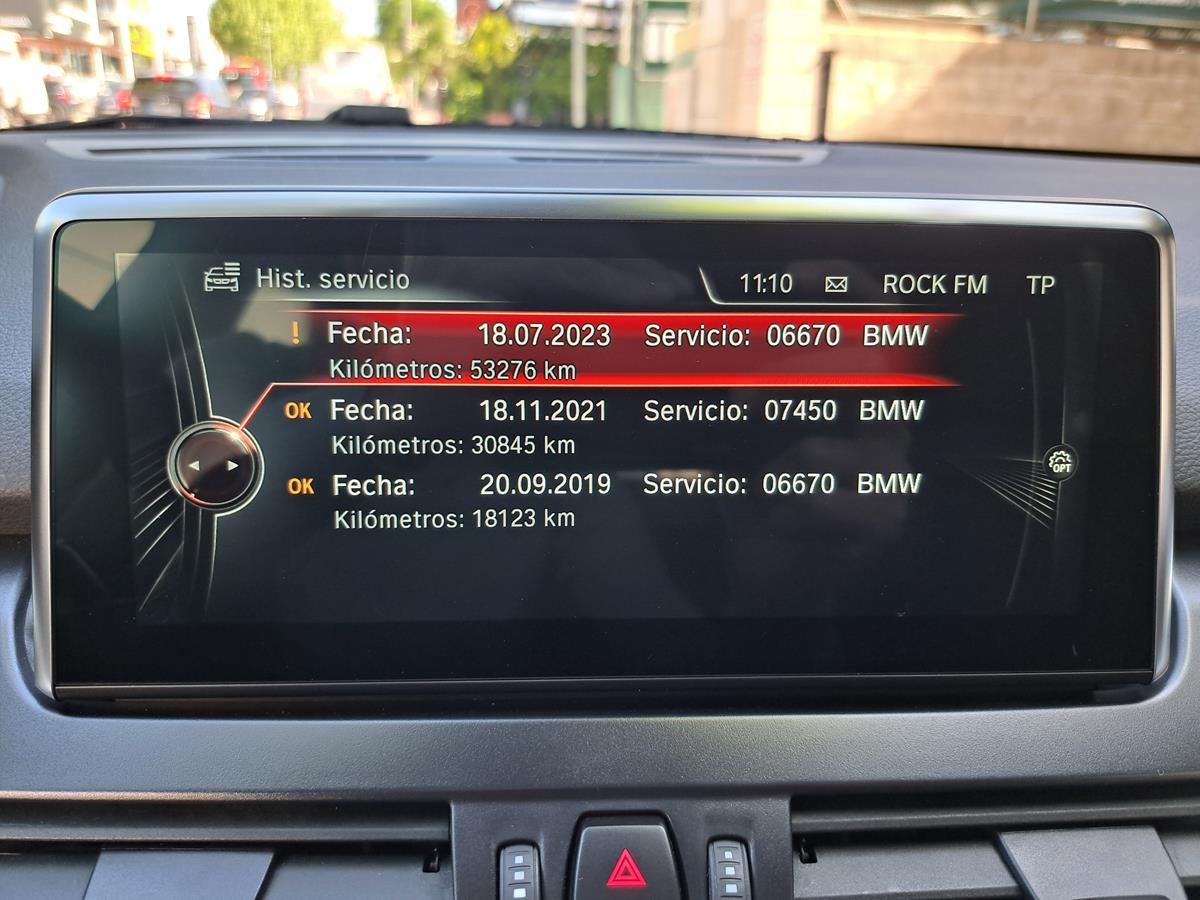 Hist. servicio 11:10 ROCK FM TP
! Fecha: 18.07.2023 Servicio: 06670 BMW
Kilómetros: 53276 km
OK Fecha: 18.11.2021 Servicio: 07450 BMW
Kilómetros: 30845 km
OPT
OK Fecha: 20.09.2019 Servicio: 06670 BMW
Kilómetros: 18123 km